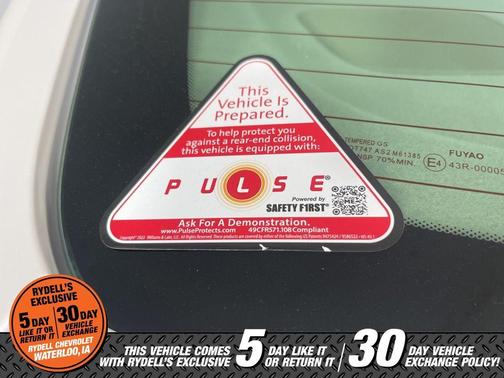 This
Vehicle Is
Prepared.
To help protect you
against a rear-end collision,
this vehicle is equipped with:
PULSE®
Powered by
SAFETY F1RST®
Ask For A Demonstration.
www.PulseProtects.com 49CFR571.108 Compliant
TEMPERED GS
DOT747 AS2 M61385
70%MIN.
FUYAO
E4 43R-00005
RYDELL'S
EXCLUSIVE
5 DAY
LIKE IT OR
RETURN IT
30 DAY
VEHICLE
EXCHANGE
RYDELL CHEVROLET
WATERLOO, IA
THIS VEHICLE COMES
WITH RYDELL'S EXCLUSIVE
5 DAY LIKE IT
OR RETURN IT
30 DAY VEHICLE
EXCHANGE POLICY!